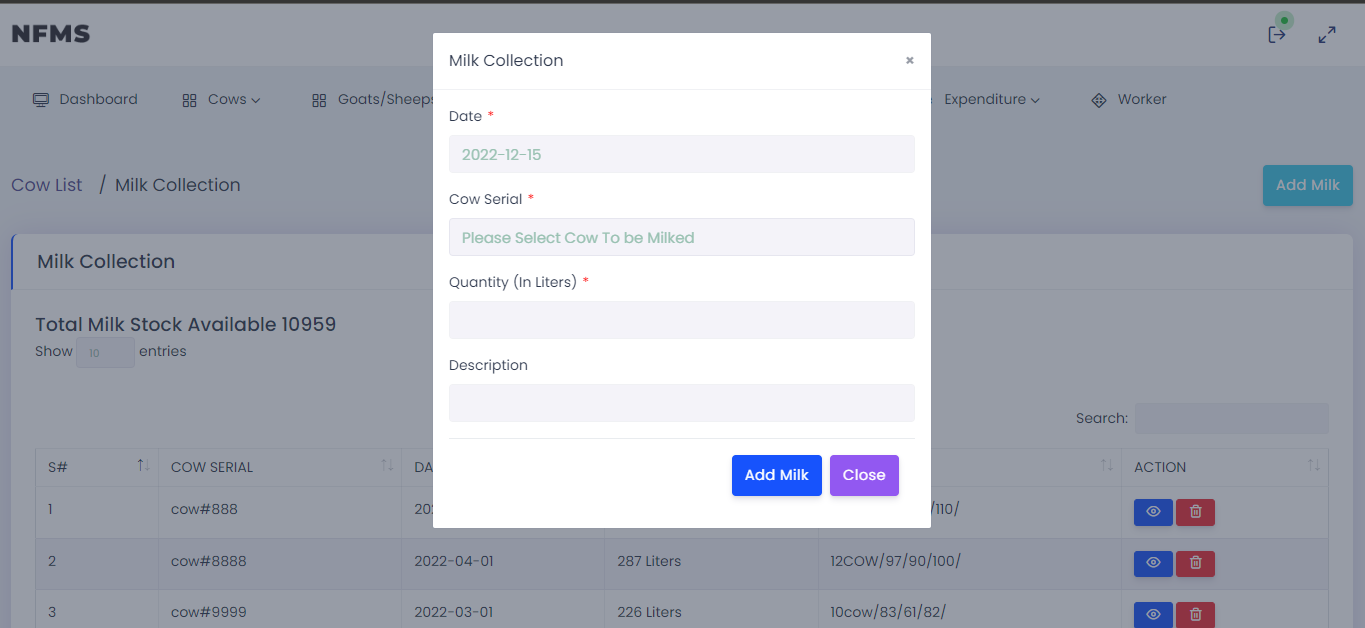 NFMS
Dashboard Cows Goats/Sheeps Expenditure Worker
Cow List / Milk Collection
Add Milk
Milk Collection
Total Milk Stock Available 10959
Show 10 entries
Search:
S# COW SERIAL DA ACTION
1 cow#888 202 /110/
2 cow#8888 2022-04-01 287 Liters 12COW/97/90/100/
3 cow#9999 2022-03-01 226 Liters 10cow/83/61/82/
Milk Collection ×
Date *
2022-12-15
Cow Serial *
Please Select Cow To be Milked
Quantity (In Liters) *
Description
Add Milk Close